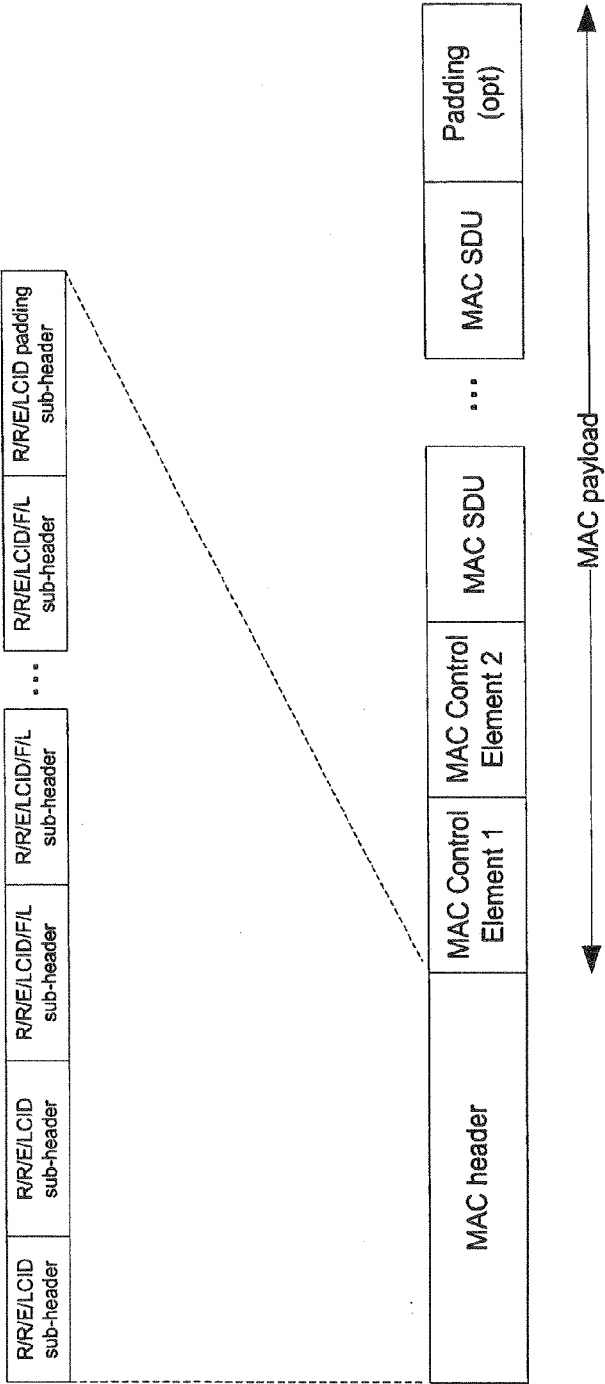 R/R/E/LCID
sub-header
R/R/E/LCID
sub-header
R/R/E/LCID/F/L
sub-header
R/R/E/LCID/F/L
sub-header
...
R/R/E/LCID/F/L
sub-header
R/R/E/LCID padding
sub-header
MAC header
MAC Control
Element 1
MAC Control
Element 2
MAC SDU
...
MAC SDU
Padding
(opt)
MAC payload